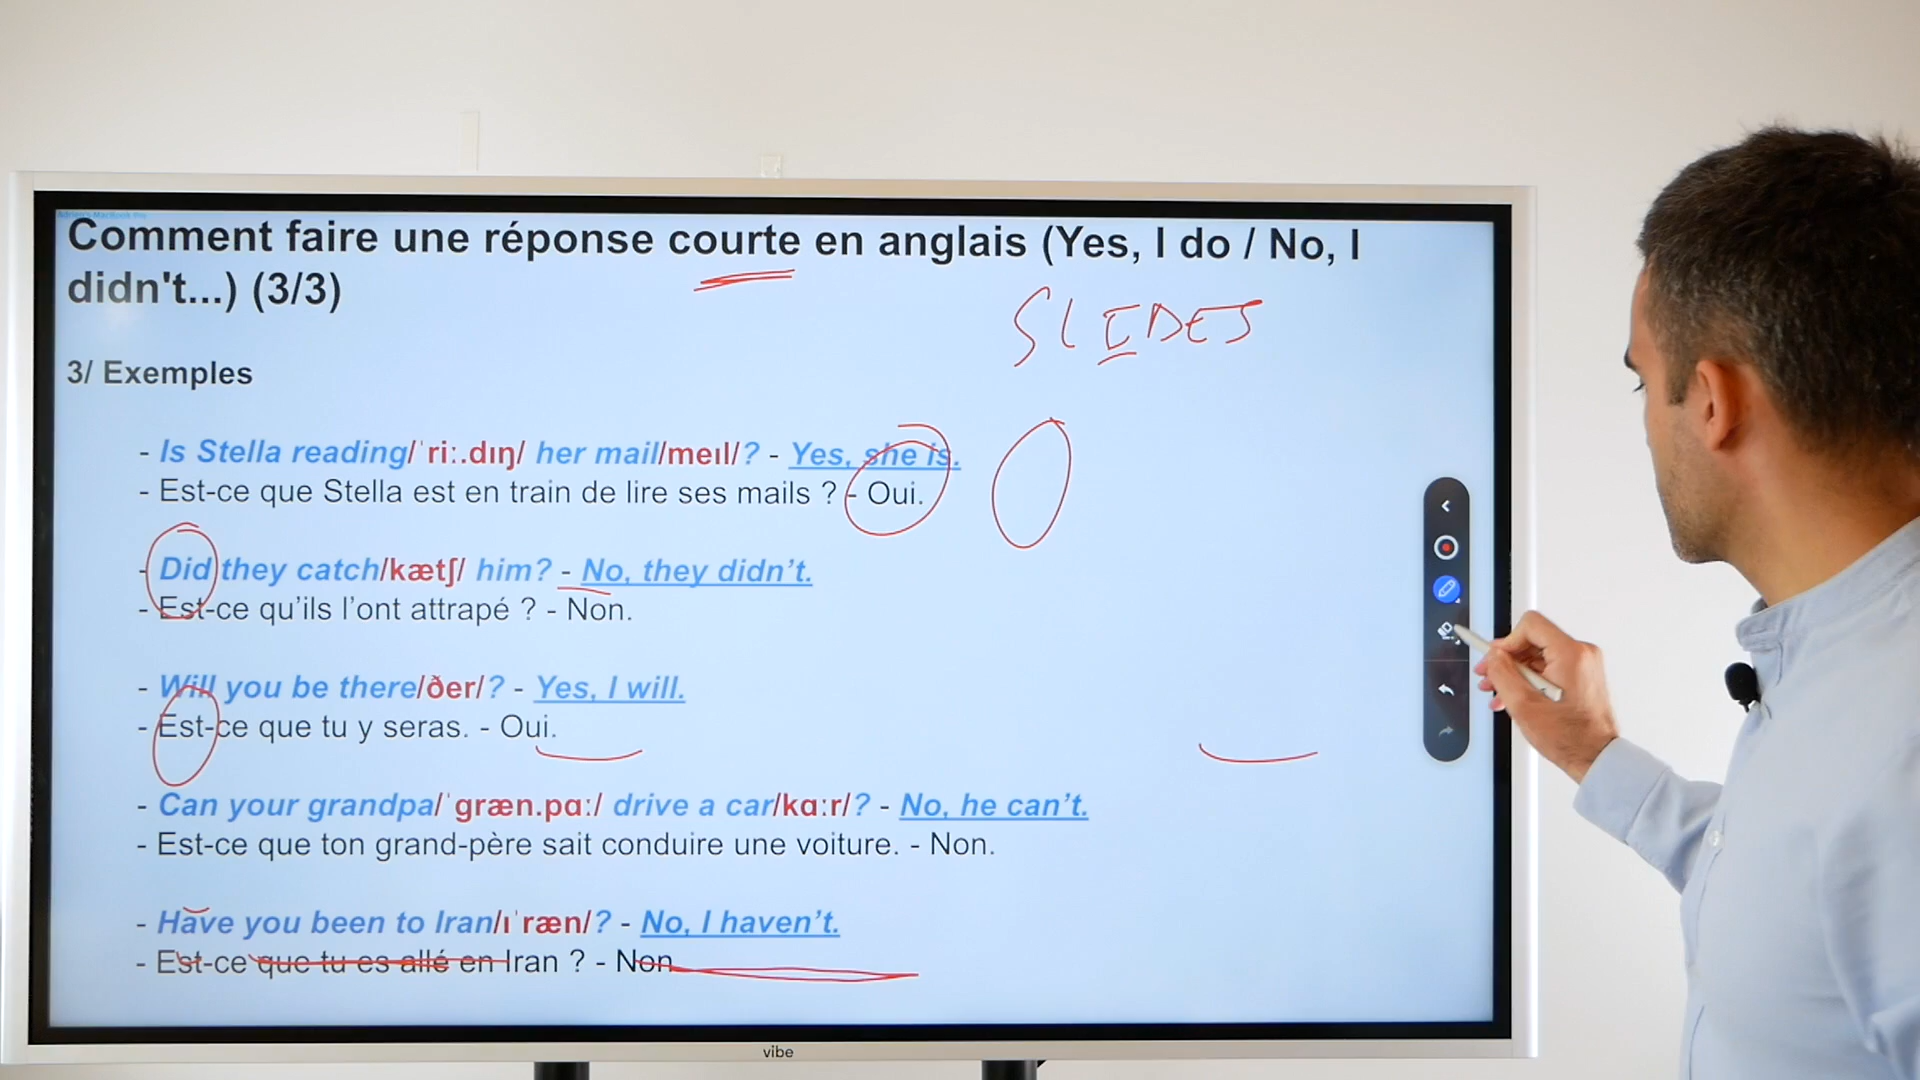 Adrien's MacBook Pro
Comment faire une réponse courte en anglais (Yes, I do / No, I
didn't...) (3/3)
SLIDES
3/ Exemples
- Is Stella reading/ˈriː.dɪŋ/ her mail/meɪl/? - Yes, she is.
- Est-ce que Stella est en train de lire ses mails ? - Oui.
- Did they catch/kætʃ/ him? - No, they didn’t.
- Est-ce qu’ils l’ont attrapé ? - Non.
- Will you be there/ðer/? - Yes, I will.
- Est-ce que tu y seras. - Oui.
- Can your grandpa/ˈɡræn.pɑː/ drive a car/kɑːr/? - No, he can’t.
- Est-ce que ton grand-père sait conduire une voiture. - Non.
- Have you been to Iran/ɪˈræn/? - No, I haven’t.
- Est-ce que tu es allé en Iran ? - Non
vibe